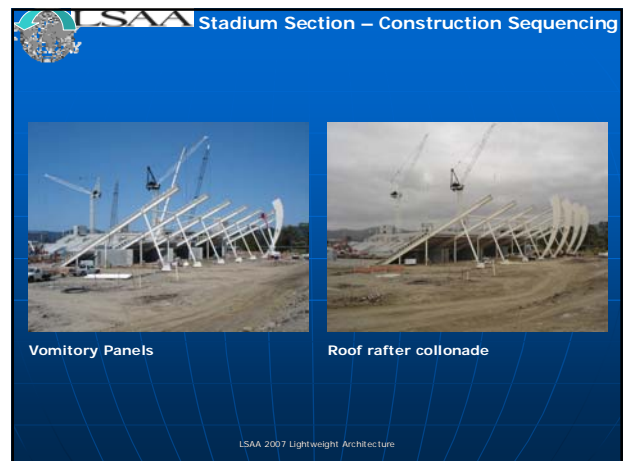 LSAA Stadium Section – Construction Sequencing
Vomitory Panels
Roof rafter collonade
LSAA 2007 Lightweight Architecture